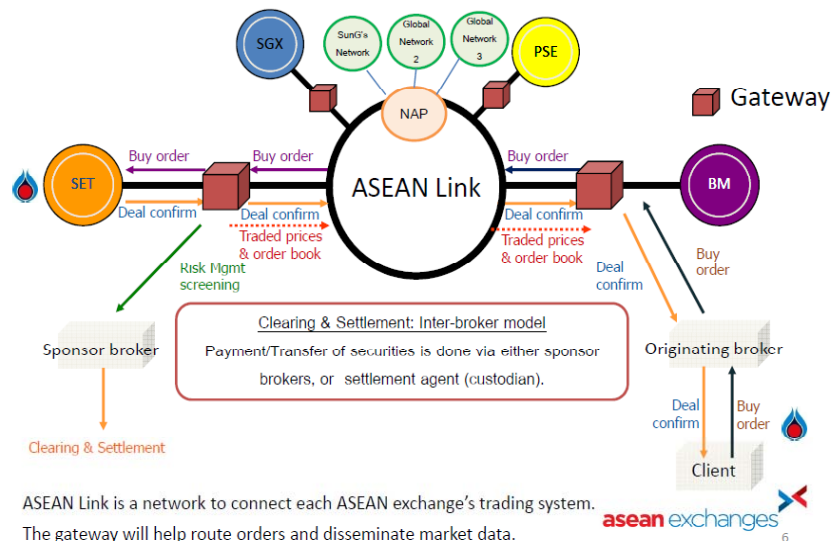 SGX
SunG's
Network
Global
Network
2
Global
Network
3
PSE
NAP
Gateway
SET
Buy order
Buy order
ASEAN Link
Buy order
BM
Deal confirm
Deal confirm
Deal confirm
Traded prices
& order book
Traded prices
& order book
Risk Mgmt
screening
Deal
confirm
Buy
order
Clearing & Settlement: Inter-broker model
Payment/Transfer of securities is done via either sponsor
brokers, or settlement agent (custodian).
Sponsor broker
Originating broker
Deal
confirm
Buy
order
Clearing & Settlement
Client
ASEAN Link is a network to connect each ASEAN exchange's trading system.
The gateway will help route orders and disseminate market data.
asean exchanges
6